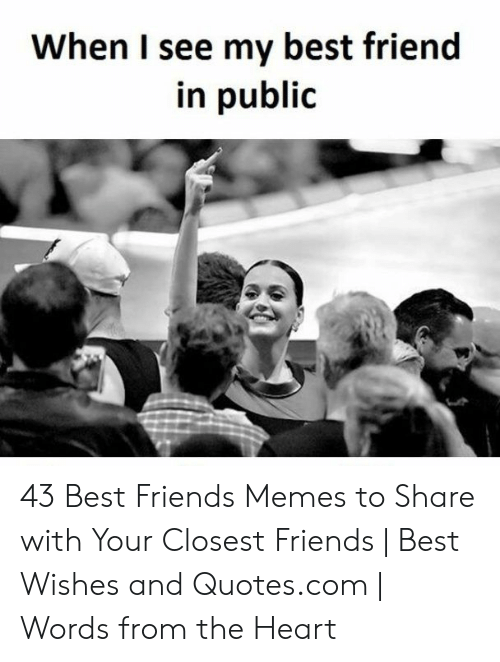 When I see my best friend
in public
43 Best Friends Memes to Share
with Your Closest Friends | Best
Wishes and Quotes.com |
Words from the Heart